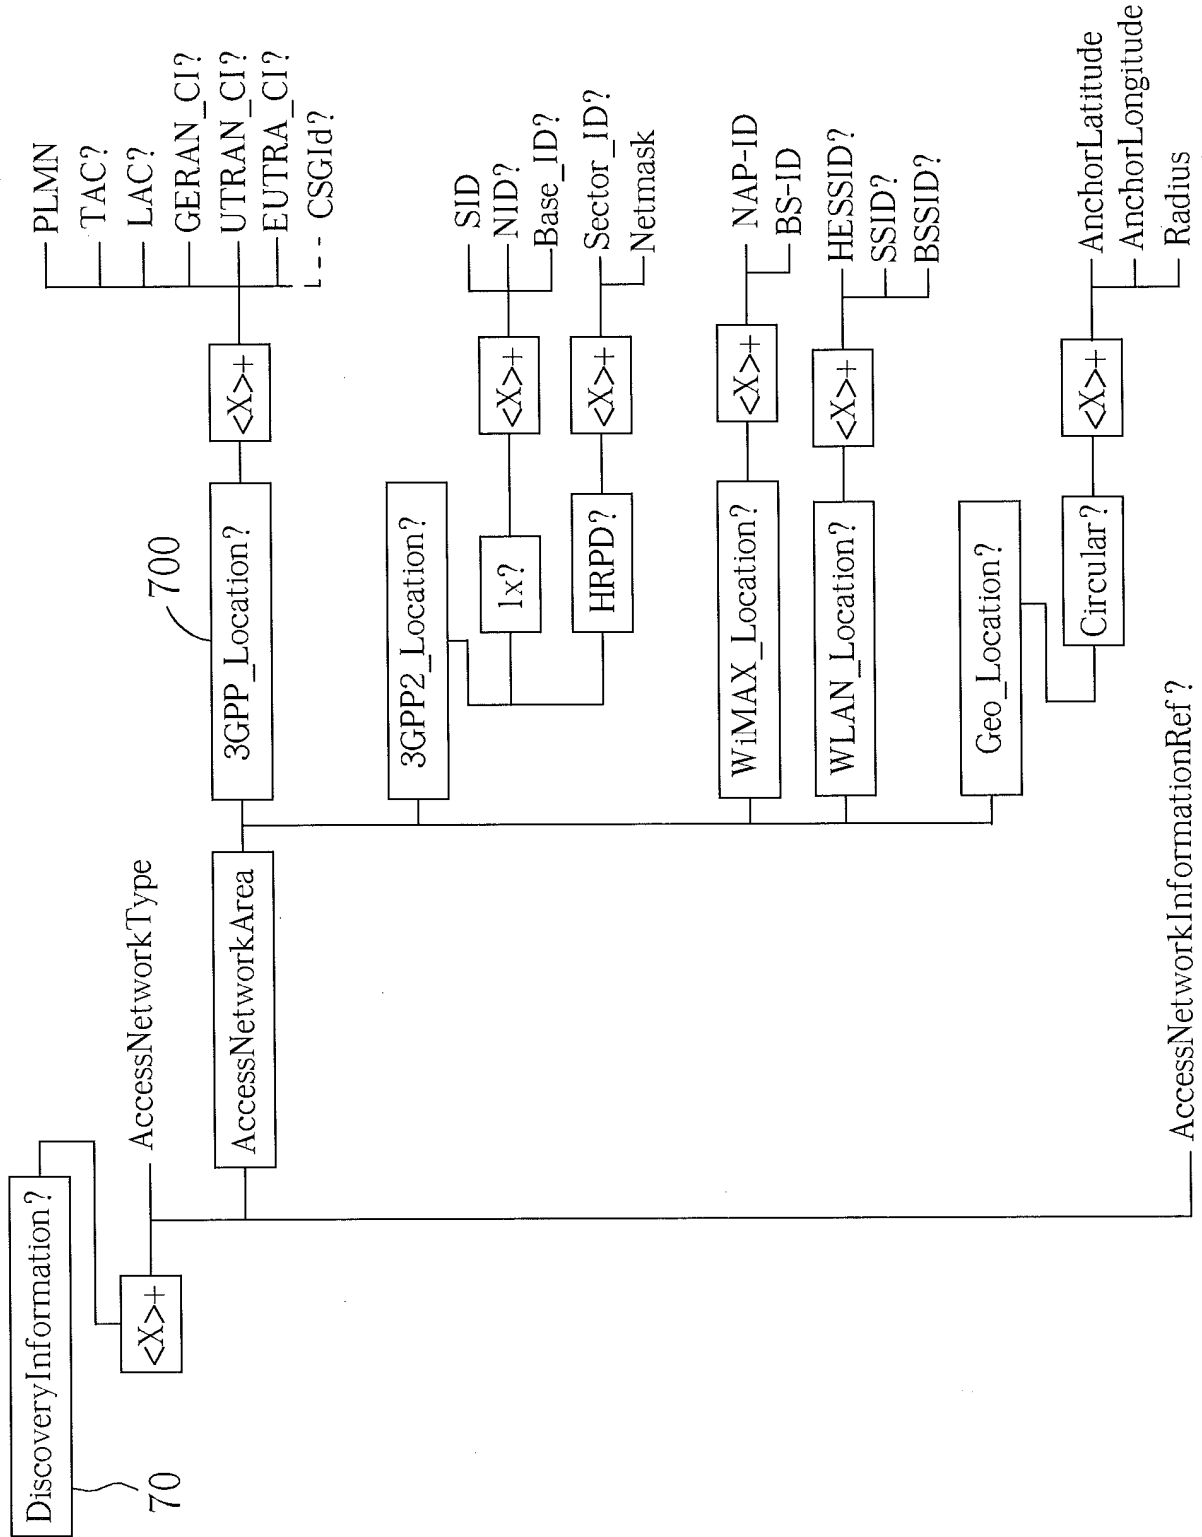 DiscoveryInformation?
70
<X>+
AccessNetworkType
AccessNetworkArea
AccessNetworkInformationRef?
3GPP_Location?
700
<X>+
PLMN
TAC?
LAC?
GERAN_CI?
UTRAN_CI?
EUTRA_CI?
CSGId?
3GPP2_Location?
1x?
<X>+
SID
NID?
Base_ID?
HRPD?
<X>+
Sector_ID?
Netmask
WiMAX_Location?
<X>+
NAP-ID
BS-ID
WLAN_Location?
<X>+
HESSID?
SSID?
BSSID?
Geo_Location?
Circular?
<X>+
AnchorLatitude
AnchorLongitude
Radius